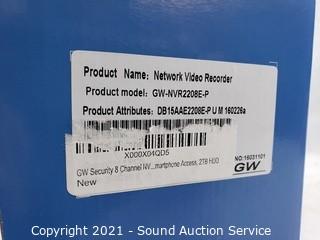 Product Name: Network Video Recorder
Product model: GW-NVR2208E-P
Product Attributes: DB15AAE2208E-P U M 160226a
X000X04QD5
GW Security 8 Channel NV...martphone Access, 2TB HDD
New
NO:16031101
GW
Copyright 2021 - Sound Auction Service